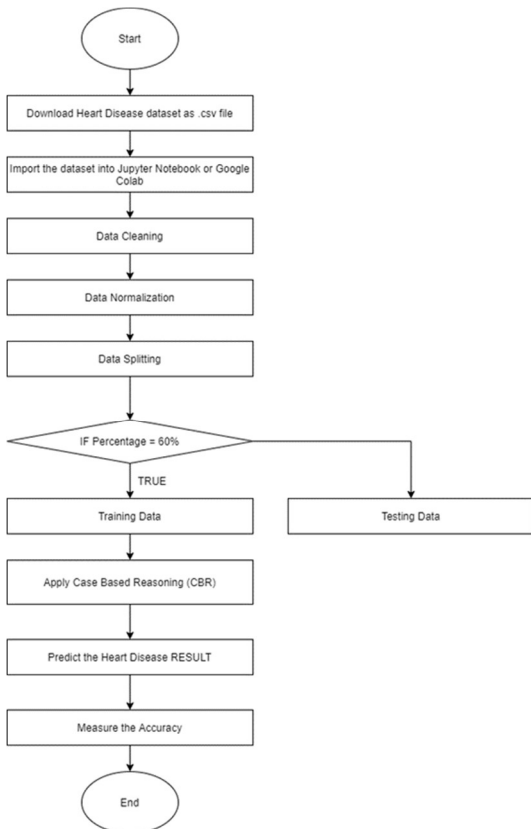 Start
Download Heart Disease dataset as .csv file
Import the dataset into Jupyter Notebook or Google
Colab
Data Cleaning
Data Normalization
Data Splitting
IF Percentage = 60%
TRUE
Training Data
Testing Data
Apply Case Based Reasoning (CBR)
Predict the Heart Disease RESULT
Measure the Accuracy
End